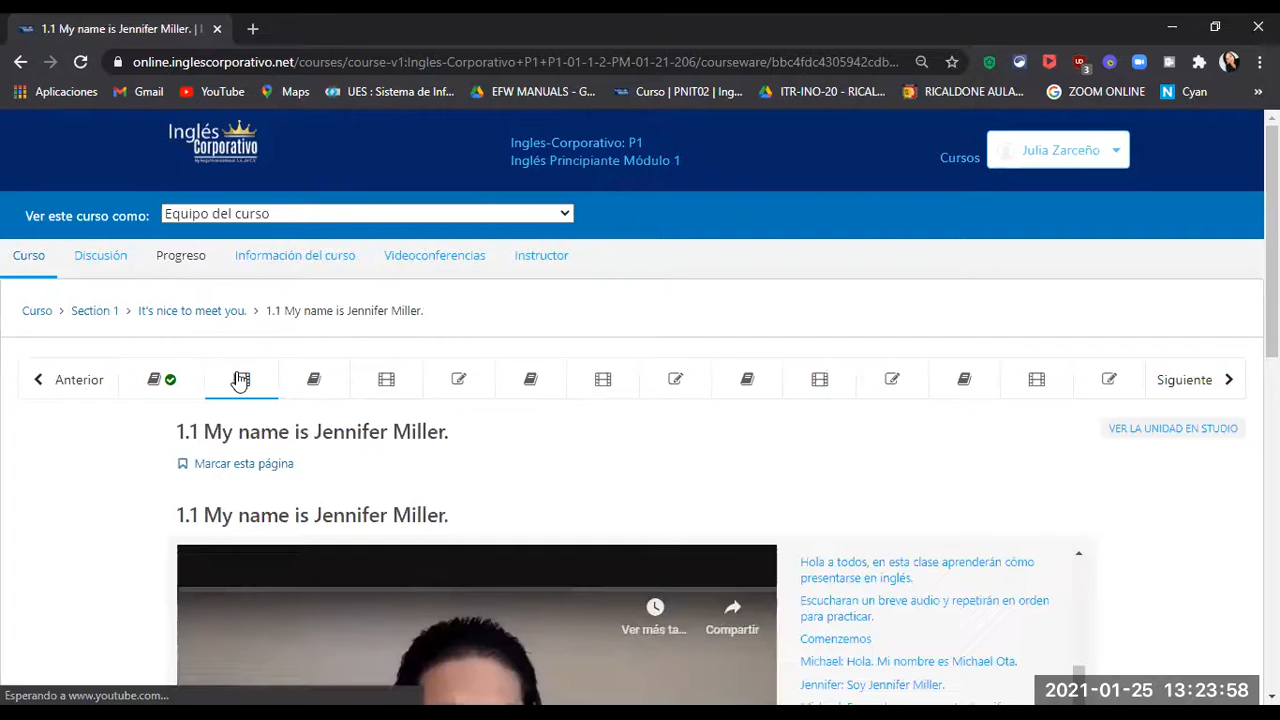 1.1 My name is Jennifer Miller. |
online.inglescorporativo.net/courses/course-v1:Ingles-Corporativo+P1+P1-01-1-2-PM-01-21-206/courseware/bbc4fdc4305942cdb...
3
Aplicaciones Gmail YouTube Maps UES : Sistema de Inf... EFW MANUALS - G... Curso | PNIT02 | Ing... ITR-INO-20 - RICAL... RICALDONE AULA... ZOOM ONLINE Cyan »
Inglés
Corporativo
Ingles-Corporativo: P1
Inglés Principiante Módulo 1
Cursos
Julia Zarceño
Ver este curso como: Equipo del curso
Curso Discusión Progreso Información del curso Videoconferencias Instructor
Curso > Section 1 > It's nice to meet you. > 1.1 My name is Jennifer Miller.
Anterior Siguiente
1.1 My name is Jennifer Miller.
VER LA UNIDAD EN STUDIO
Marcar esta página
1.1 My name is Jennifer Miller.
Ver más ta... Compartir
Hola a todos, en esta clase aprenderán cómo
presentarse en inglés.
Escucharan un breve audio y repetirán en orden
para practicar.
Comenzemos
Michael: Hola. Mi nombre es Michael Ota.
Jennifer: Soy Jennifer Miller.
Esperando a www.youtube.com...
2021-01-25 13:23:58